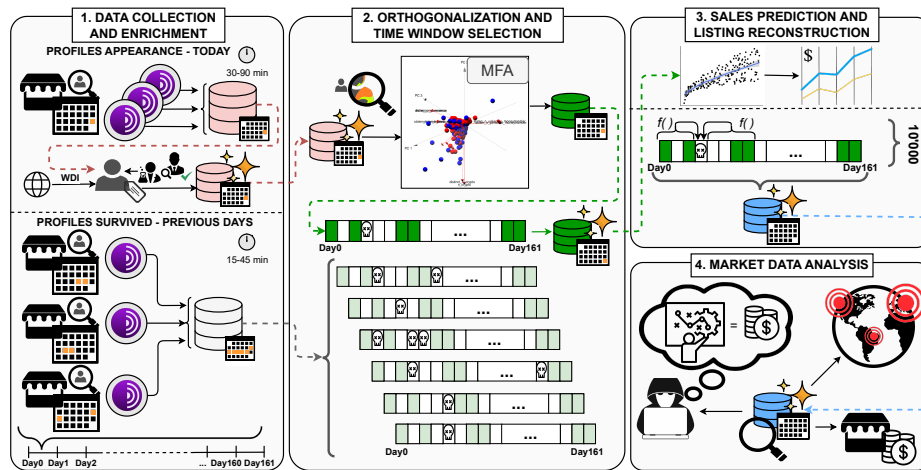 1. DATA COLLECTION
AND ENRICHMENT
PROFILES APPEARANCE - TODAY
30-90 min
WDI
PROFILES SURVIVED - PREVIOUS DAYS
15-45 min
Day0 Day1 Day2 ... Day160 Day161
2. ORTHOGONALIZATION AND
TIME WINDOW SELECTION
MFA
...
Day0 Day161
...
...
...
...
...
...
Day0 Day161
3. SALES PREDICTION AND
LISTING RECONSTRUCTION
$
f() f()
...
Day0 Day161
10'000
4. MARKET DATA ANALYSIS
= $
$